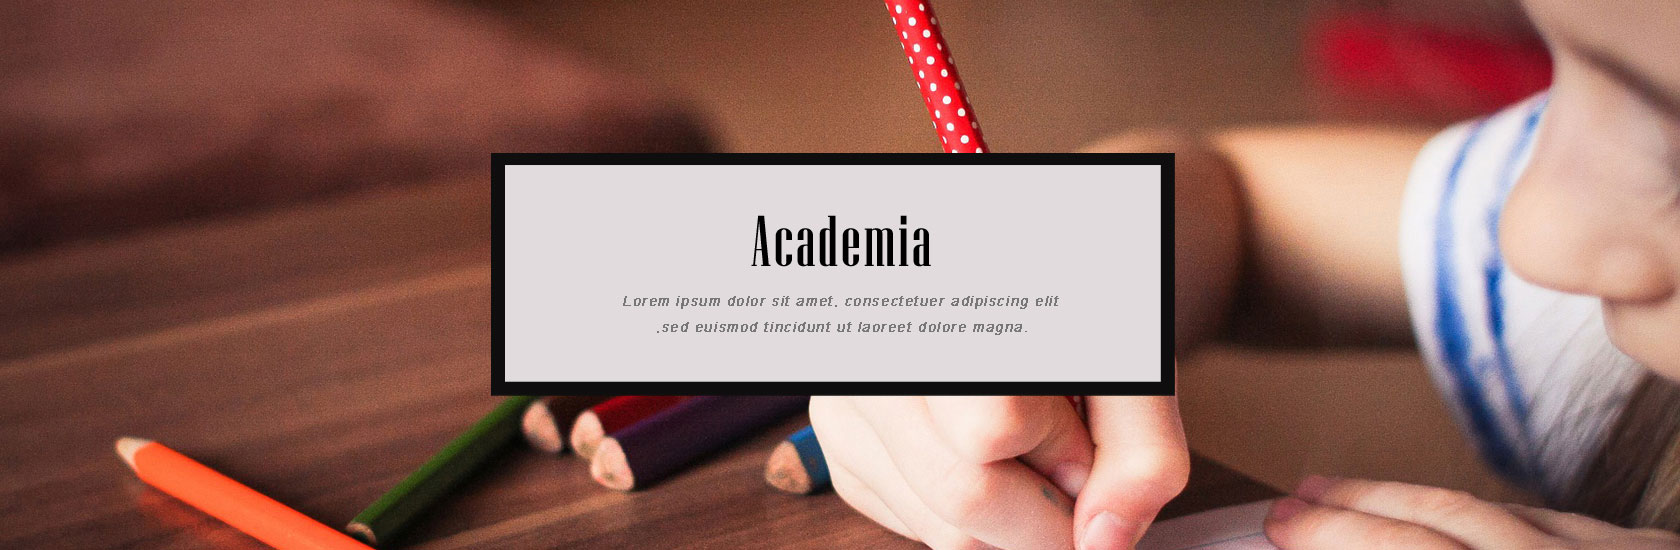 Academia
Lorem ipsum dolor sit amet, consectetuer adipiscing elit
,sed euismod tincidunt ut laoreet dolore magna.